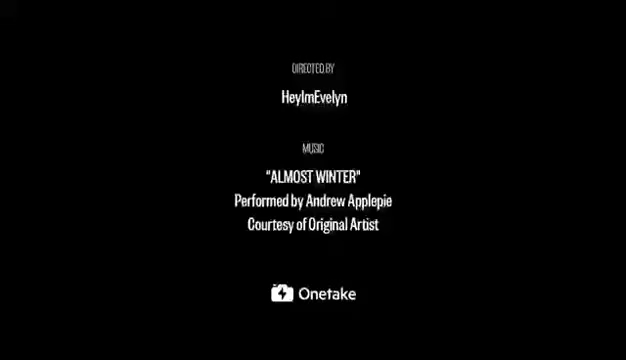 DIRECTED BY
HeyImEvelyn
MUSIC
"ALMOST WINTER"
Performed by Andrew Applepie
Courtesy of Original Artist
Onetake